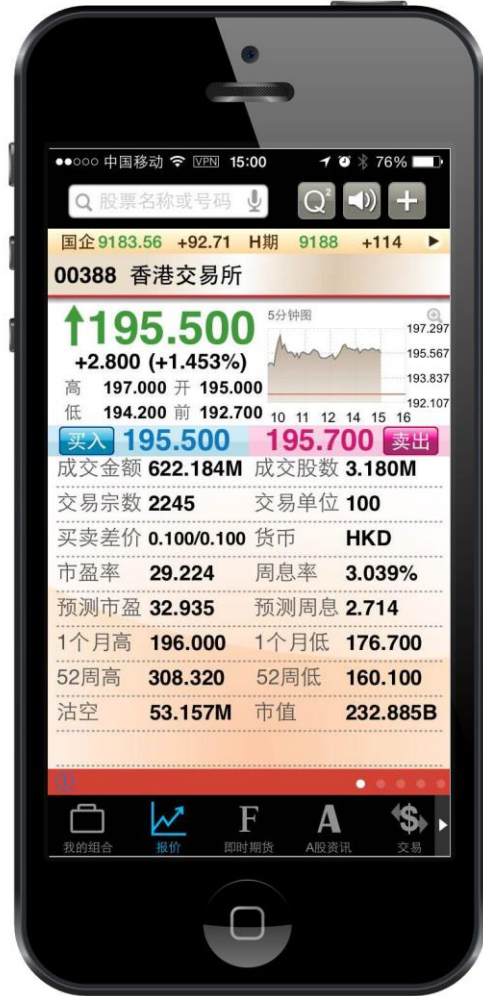 中国移动 VPN 15:00 76%
股票名称或号码 Q²
国企 9183.56 +92.71 H期 9188 +114
00388 香港交易所
195.500 5分钟图
+2.800 (+1.453%)
197.297
195.567
193.837
192.107
高 197.000 开 195.000
低 194.200 前 192.700
10 11 12 14 15 16
买入 195.500 195.700 卖出
成交金额 622.184M 成交股数 3.180M
交易宗数 2245 交易单位 100
买卖差价 0.100/0.100 货币 HKD
市盈率 29.224 周息率 3.039%
预测市盈 32.935 预测周息 2.714
1个月高 196.000 1个月低 176.700
52周高 308.320 52周低 160.100
沽空 53.157M 市值 232.885B
F A $
我的组合 报价 即时期货 A股资讯 交易